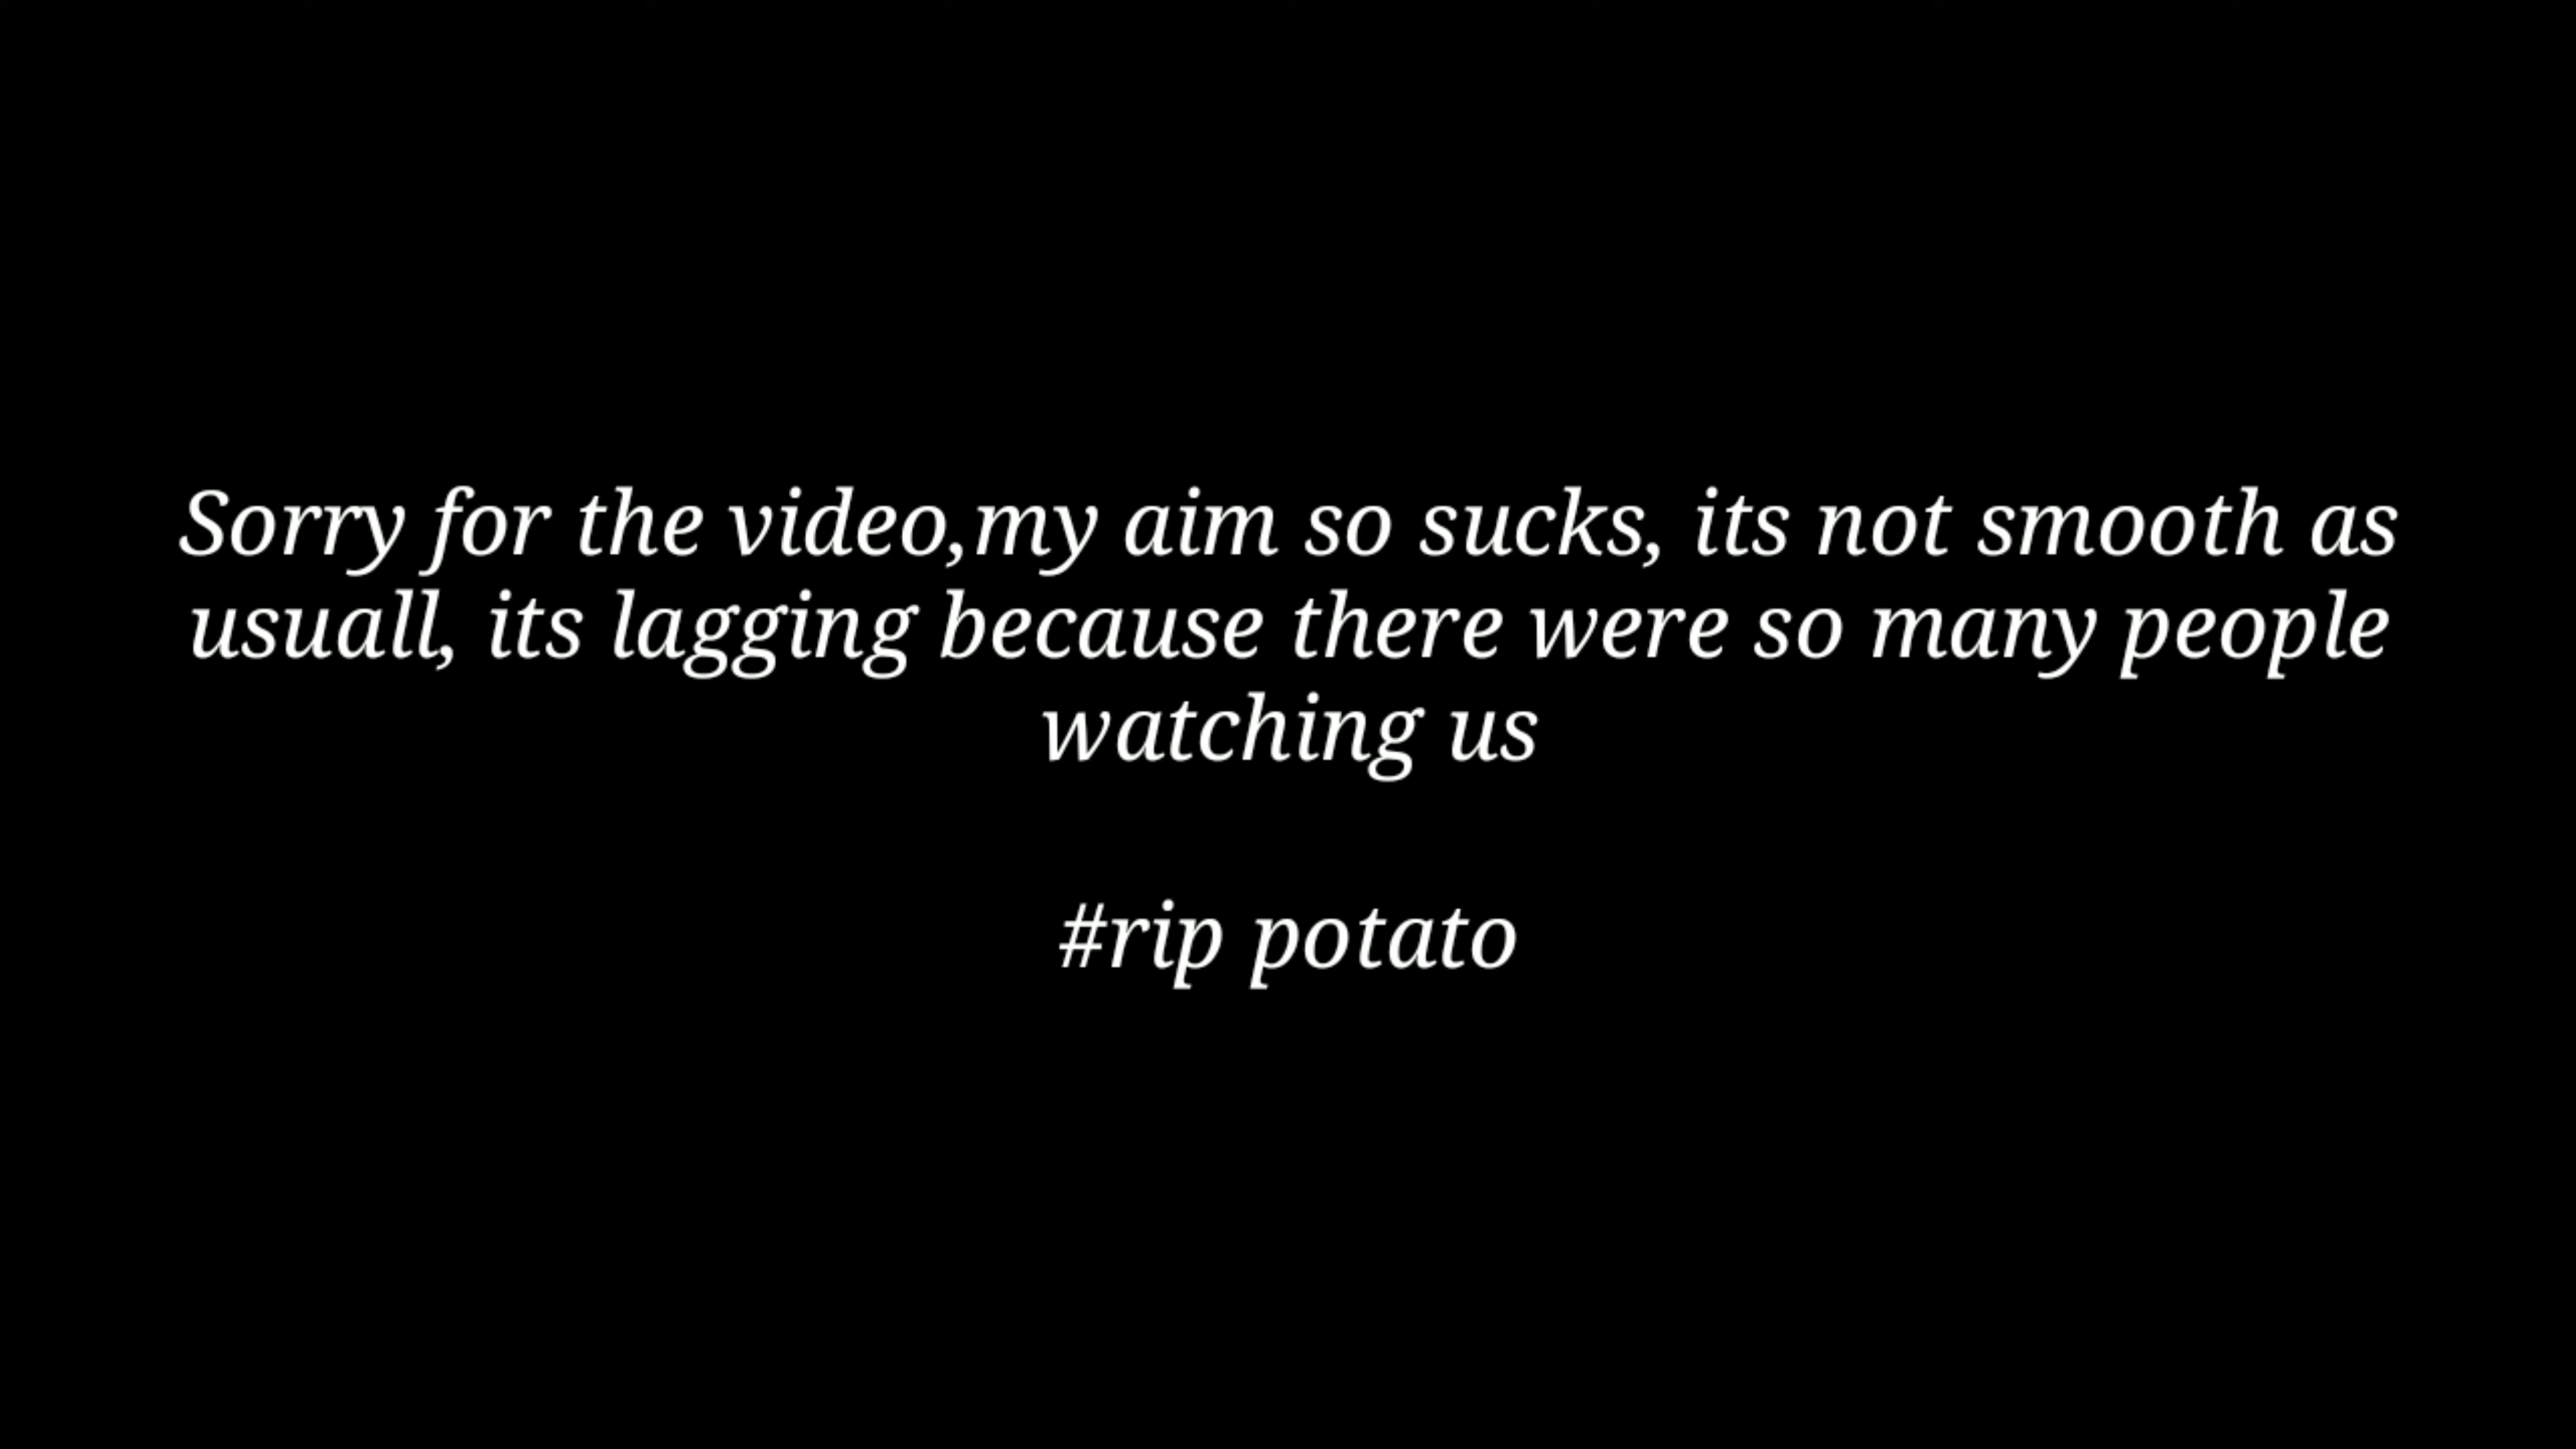 Sorry for the video,my aim so sucks, its not smooth as
usuall, its lagging because there were so many people
watching us
#rip potato